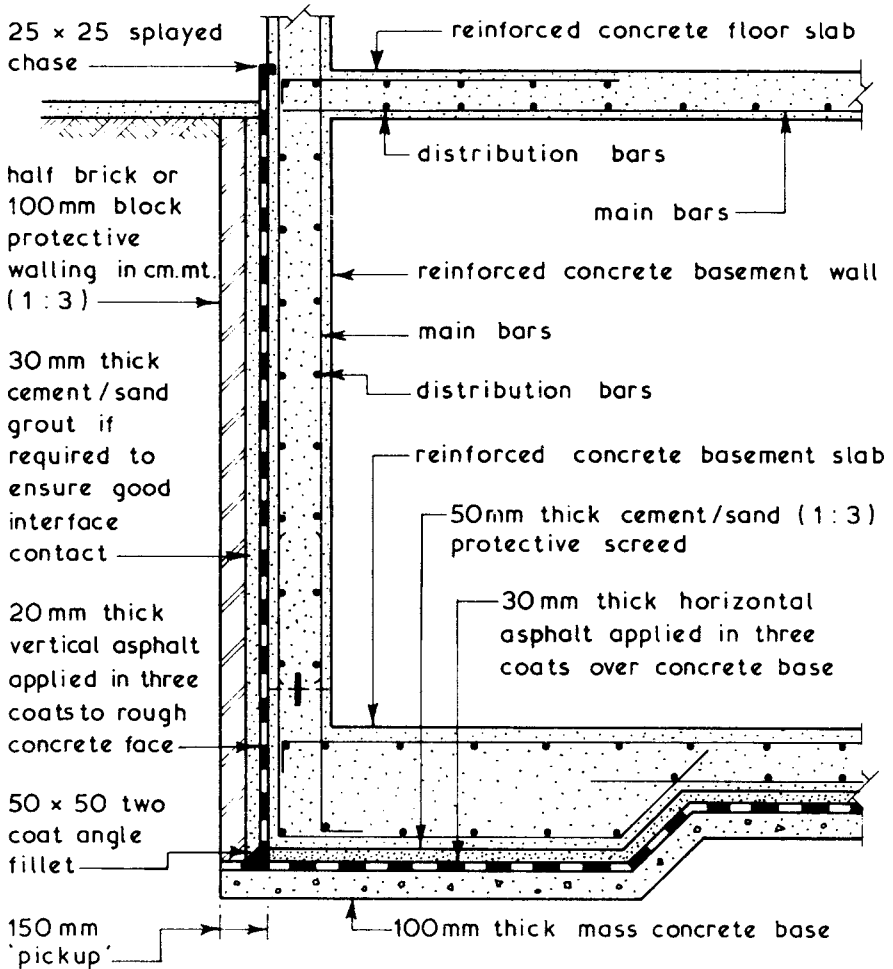 25 × 25 splayed
chase
reinforced concrete floor slab
distribution bars
main bars
half brick or
100mm block
protective
walling in cm.mt.
(1:3)
reinforced concrete basement wall
main bars
distribution bars
30mm thick
cement/sand
grout if
required to
ensure good
interface
contact
reinforced concrete basement slab
50mm thick cement/sand (1:3)
protective screed
30mm thick horizontal
asphalt applied in three
coats over concrete base
20mm thick
vertical asphalt
applied in three
coats to rough
concrete face
50 × 50 two
coat angle
fillet
150mm
'pickup'
100mm thick mass concrete base